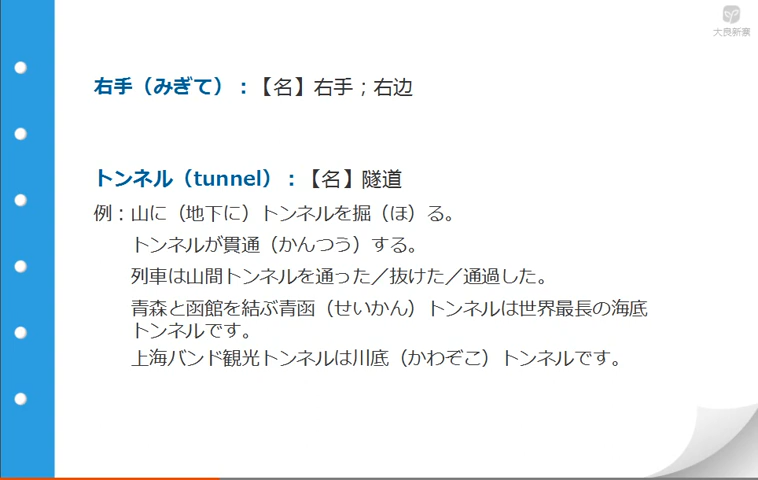 大良新寨
右手（みぎて）：【名】右手；右边
トンネル（tunnel）：【名】隧道
例：山に（地下に）トンネルを掘（ほ）る。
トンネルが貫通（かんつう）する。
列車は山間トンネルを通った／抜けた／通過した。
青森と函館を結ぶ青函（せいかん）トンネルは世界最長の海底
トンネルです。
上海バンド観光トンネルは川底（かわぞこ）トンネルです。